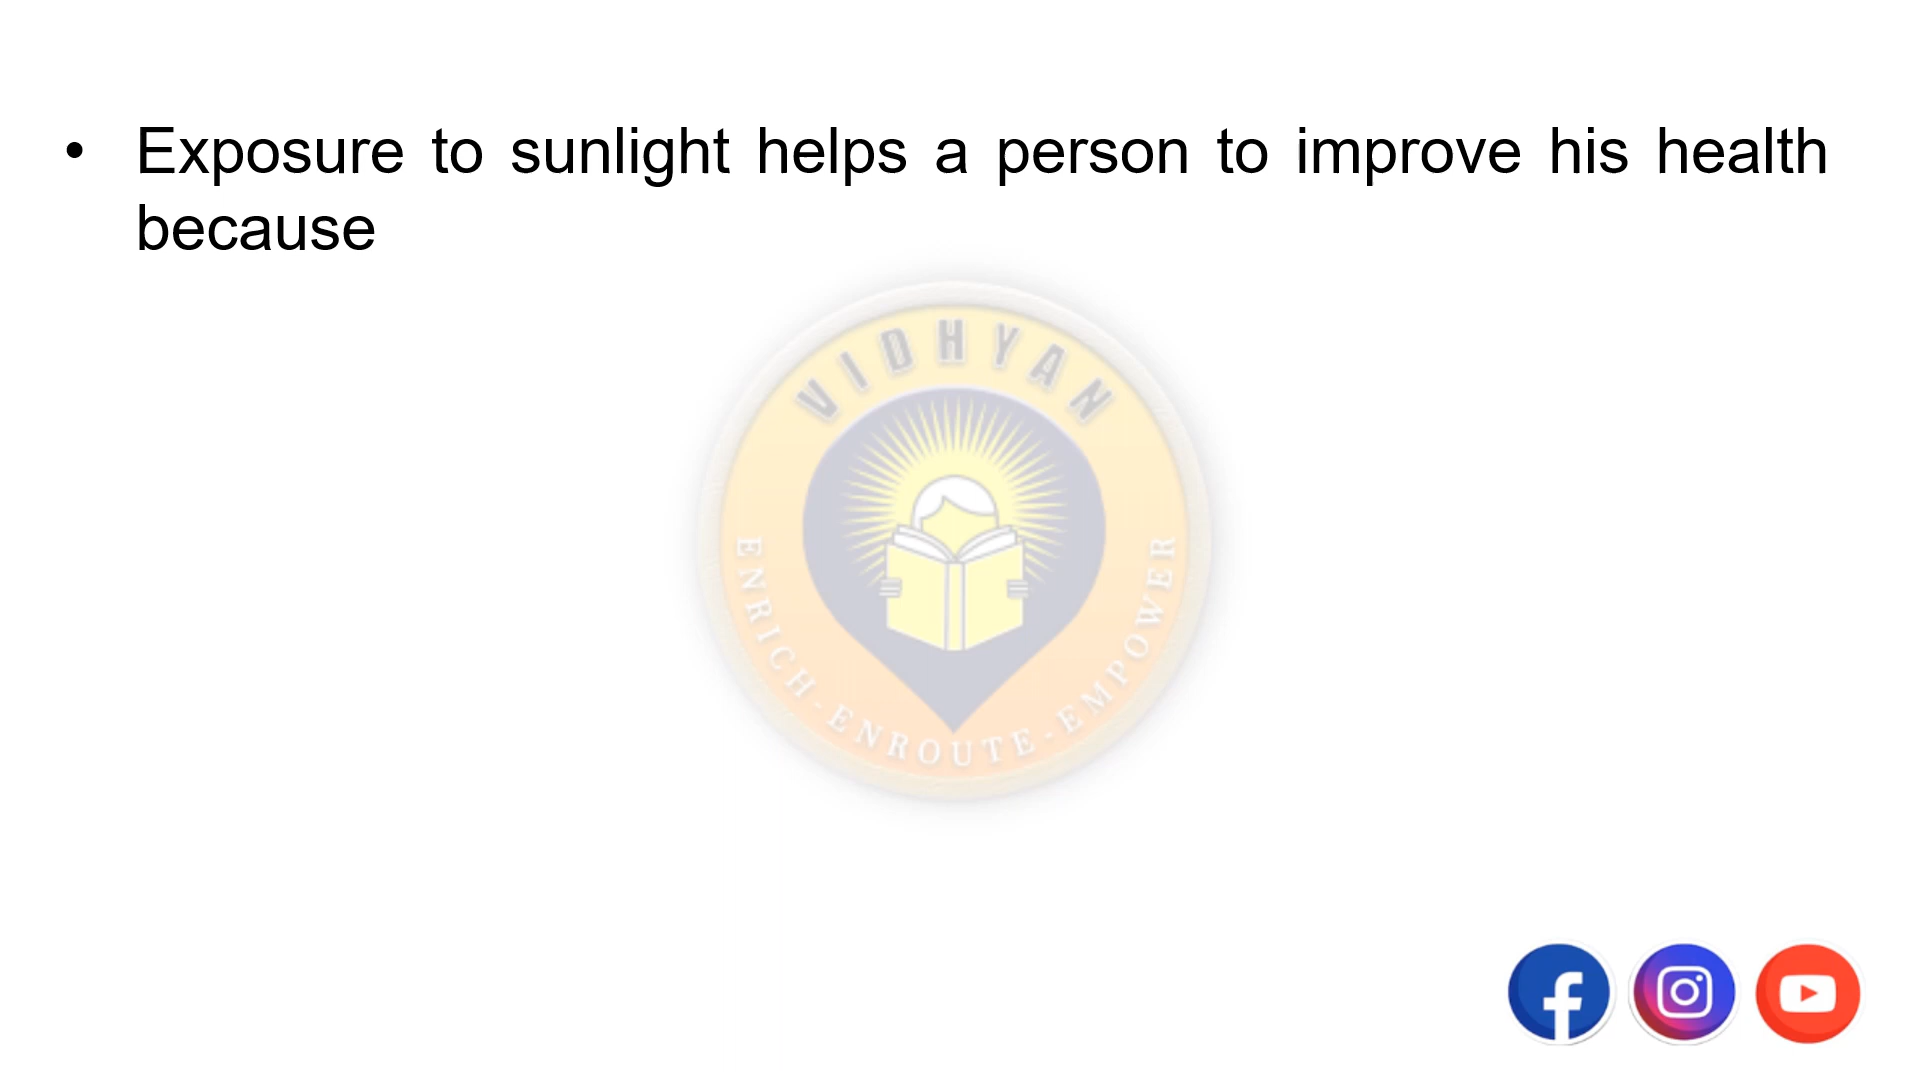 • Exposure to sunlight helps a person to improve his health
because
VIDHYAN
ENRICH-ENROUTE-EMPOWER